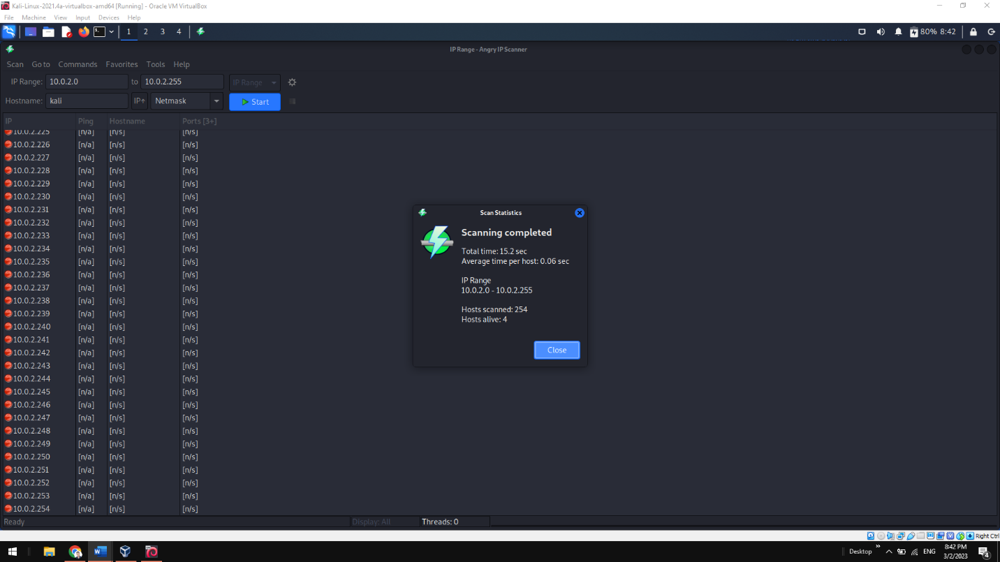 Kali-Linux-2021.4a-virtualbox-amd64 [Running] - Oracle VM VirtualBox
File Machine View Input Devices Help
1 2 3 4 80% 8:42
IP Range - Angry IP Scanner
Scan Go to Commands Favorites Tools Help
IP Range: 10.0.2.0 to 10.0.2.255 IP Range
Hostname: kali IP↑ Netmask Start
IP Ping Hostname Ports [3+]
10.0.2.225 [n/a] [n/s] [n/s]
10.0.2.226 [n/a] [n/s] [n/s]
10.0.2.227 [n/a] [n/s] [n/s]
10.0.2.228 [n/a] [n/s] [n/s]
10.0.2.229 [n/a] [n/s] [n/s]
10.0.2.230 [n/a] [n/s] [n/s]
10.0.2.231 [n/a] [n/s] [n/s]
10.0.2.232 [n/a] [n/s] [n/s]
10.0.2.233 [n/a] [n/s] [n/s]
10.0.2.234 [n/a] [n/s] [n/s]
10.0.2.235 [n/a] [n/s] [n/s]
10.0.2.236 [n/a] [n/s] [n/s]
10.0.2.237 [n/a] [n/s] [n/s]
10.0.2.238 [n/a] [n/s] [n/s]
10.0.2.239 [n/a] [n/s] [n/s]
10.0.2.240 [n/a] [n/s] [n/s]
10.0.2.241 [n/a] [n/s] [n/s]
10.0.2.242 [n/a] [n/s] [n/s]
10.0.2.243 [n/a] [n/s] [n/s]
10.0.2.244 [n/a] [n/s] [n/s]
10.0.2.245 [n/a] [n/s] [n/s]
10.0.2.246 [n/a] [n/s] [n/s]
10.0.2.247 [n/a] [n/s] [n/s]
10.0.2.248 [n/a] [n/s] [n/s]
10.0.2.249 [n/a] [n/s] [n/s]
10.0.2.250 [n/a] [n/s] [n/s]
10.0.2.251 [n/a] [n/s] [n/s]
10.0.2.252 [n/a] [n/s] [n/s]
10.0.2.253 [n/a] [n/s] [n/s]
10.0.2.254 [n/a] [n/s] [n/s]
Scan Statistics
Scanning completed
Total time: 15.2 sec
Average time per host: 0.06 sec
IP Range
10.0.2.0 - 10.0.2.255
Hosts scanned: 254
Hosts alive: 4
Close
Ready Display: All Threads: 0
Right Ctrl
Desktop ENG 8:42 PM
3/2/2023 4